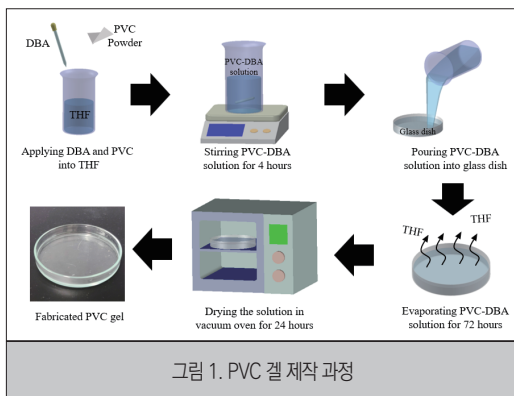 DBA
PVC
Powder
THF
Applying DBA and PVC
into THF
PVC-DBA
solution
Stirring PVC-DBA
solution for 4 hours
Glass dish
Pouring PVC-DBA
solution into glass dish
THF
THF
Evaporating PVC-DBA
solution for 72 hours
Drying the solution in
vacuum oven for 24 hours
Fabricated PVC gel
그림 1. PVC 겔 제작 과정